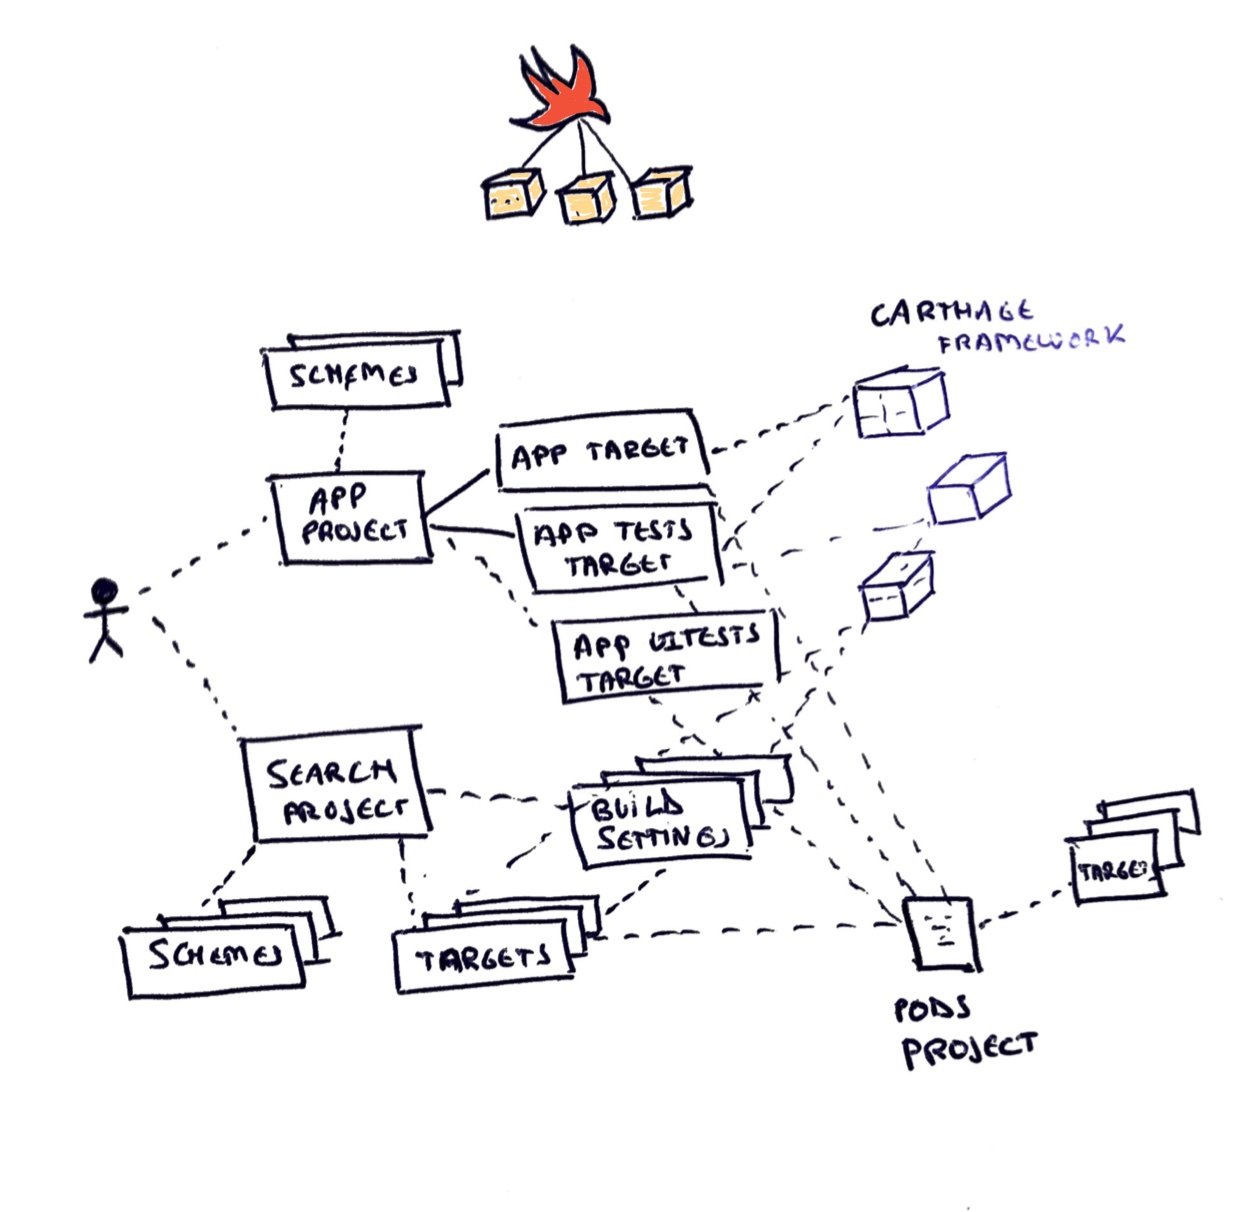 CARTHAGE
FRAMEWORK
SCHEMES
APP TARGET
APP
PROJECT
APP TESTS
TARGET
APP UITESTS
TARGET
SEARCH
PROJECT
BUILD
SETTINGS
TARGETS
SCHEMES
TARGETS
PODS
PROJECT